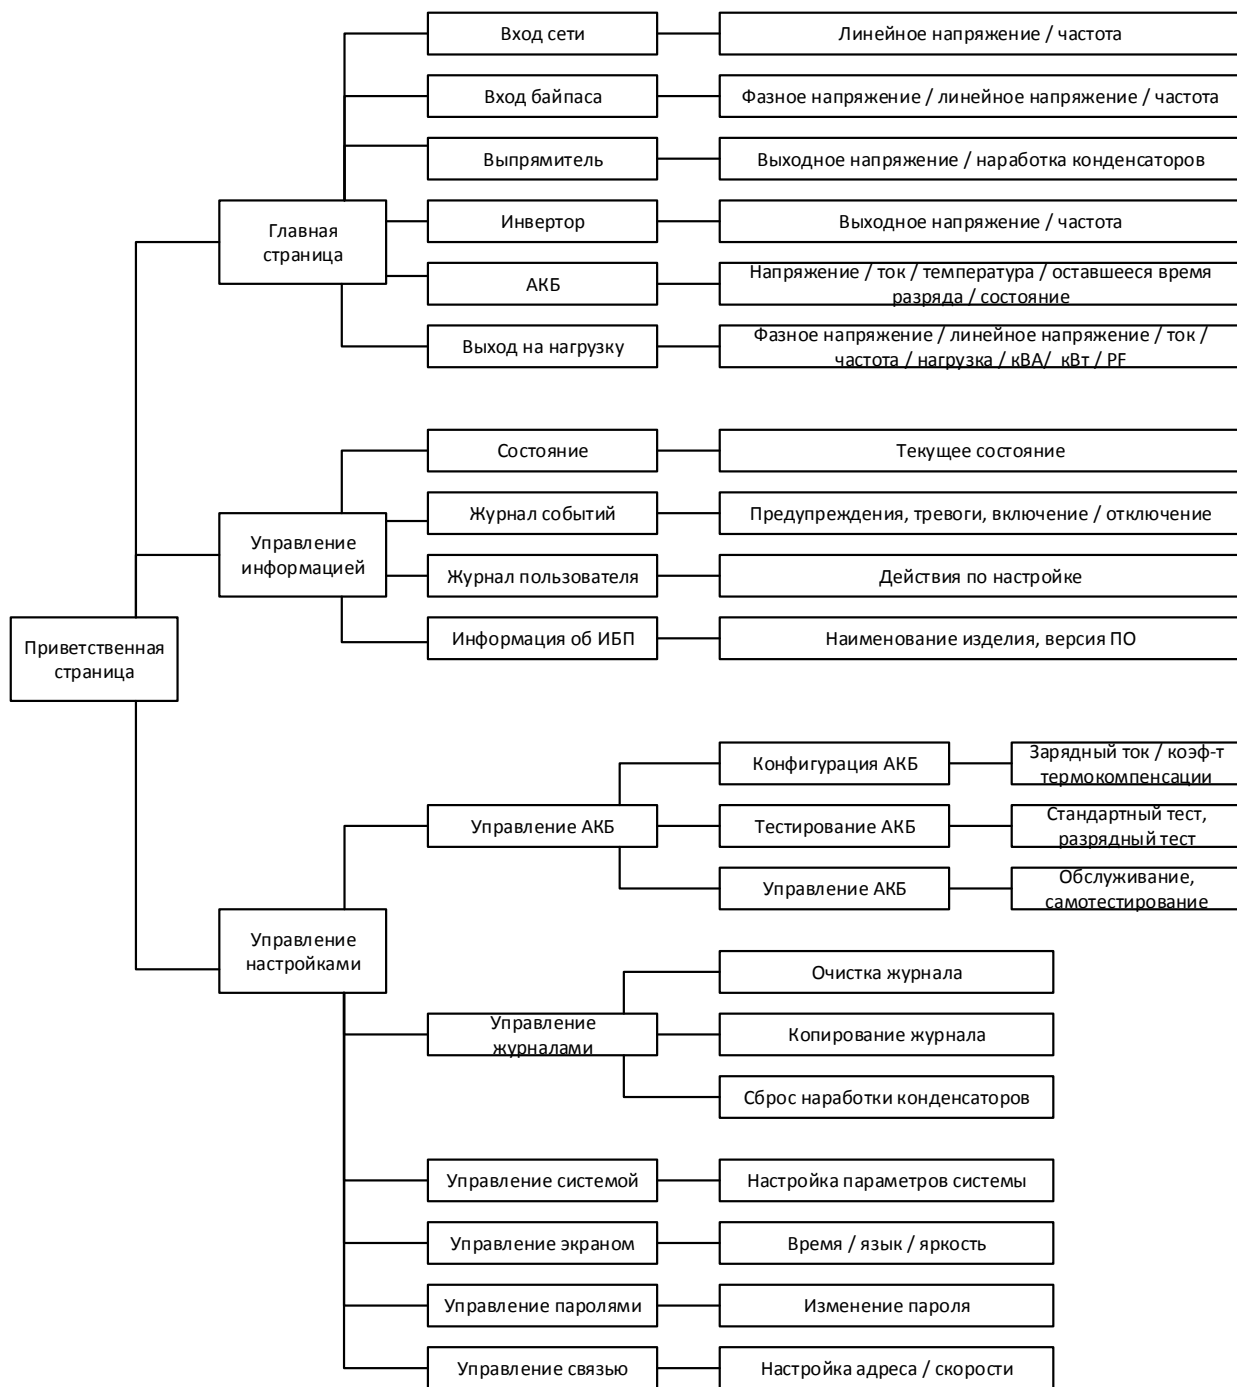 Вход сети
Линейное напряжение / частота
Вход байпаса
Фазное напряжение / линейное напряжение / частота
Выпрямитель
Выходное напряжение / наработка конденсаторов
Главная
страница
Инвертор
Выходное напряжение / частота
АКБ
Напряжение / ток / температура / оставшееся время
разряда / состояние
Выход на нагрузку
Фазное напряжение / линейное напряжение / ток /
частота / нагрузка / кВА/  кВт / PF
Состояние
Текущее состояние
Журнал событий
Предупреждения, тревоги, включение / отключение
Управление
информацией
Журнал пользователя
Действия по настройке
Информация об ИБП
Наименование изделия, версия ПО
Приветственная
страница
Конфигурация АКБ
Зарядный ток / коэф-т
термокомпенсации
Управление АКБ
Тестирование АКБ
Стандартный тест,
разрядный тест
Управление АКБ
Обслуживание,
самотестирование
Управление
настройками
Очистка журнала
Управление
журналами
Копирование журнала
Сброс наработки конденсаторов
Управление системой
Настройка параметров системы
Управление экраном
Время / язык / яркость
Управление паролями
Изменение пароля
Управление связью
Настройка адреса / скорости